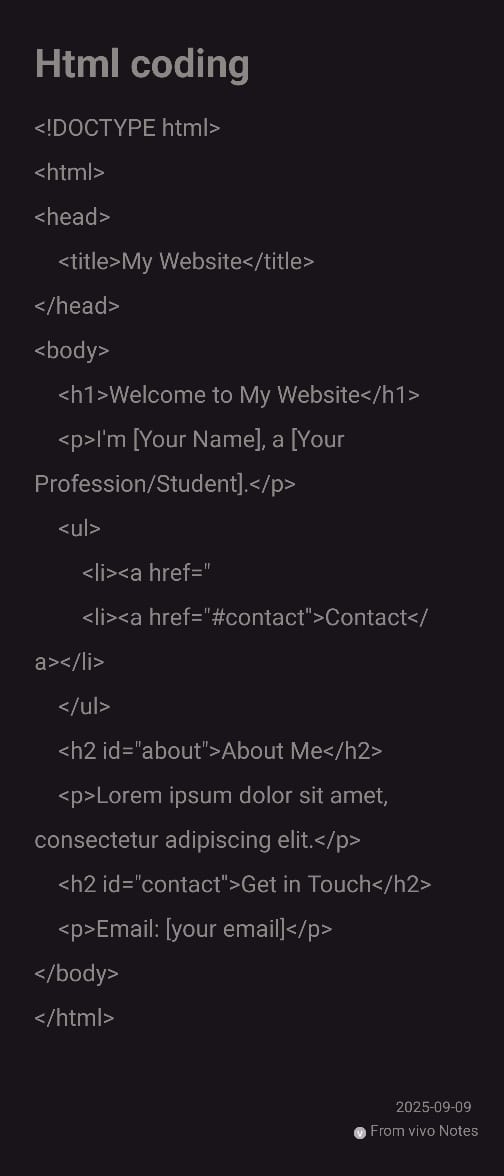 Html coding
<!DOCTYPE html>
<html>
<head>
    <title>My Website</title>
</head>
<body>
    <h1>Welcome to My Website</h1>
    <p>I'm [Your Name], a [Your
Profession/Student].</p>
    <ul>
        <li><a href="
        <li><a href="#contact">Contact</
a></li>
    </ul>
    <h2 id="about">About Me</h2>
    <p>Lorem ipsum dolor sit amet,
consectetur adipiscing elit.</p>
    <h2 id="contact">Get in Touch</h2>
    <p>Email: [your email]</p>
</body>
</html>
2025-09-09
From vivo Notes